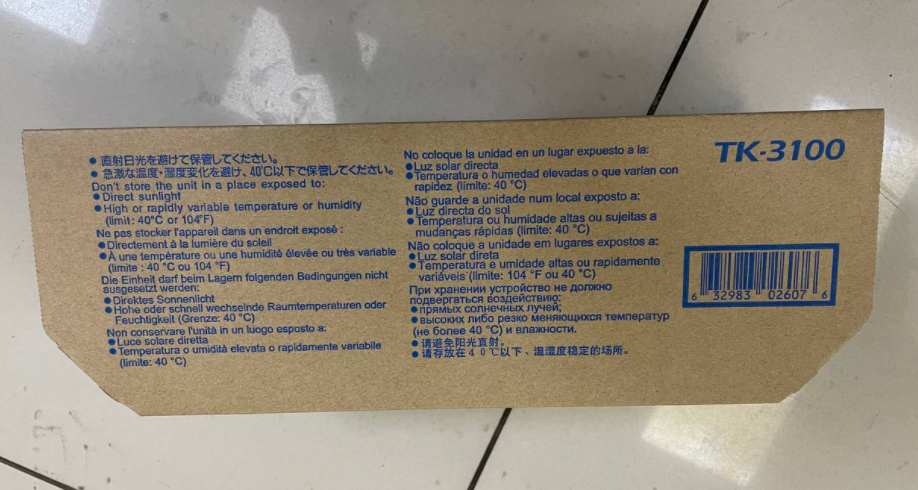 ● 直射日光を避けて保管してください。
● 急激な温度・湿度変化を避け、40℃以下で保管してください。
Don't store the unit in a place exposed to:
● Direct sunlight
● High or rapidly variable temperature or humidity
(limit: 40°C or 104°F)
Ne pas stocker l'appareil dans un endroit exposé :
● Directement à la lumière du soleil
● À une température ou une humidité élevée ou très variable
(limite : 40 °C ou 104 °F)
Die Einheit darf beim Lagern folgenden Bedingungen nicht
ausgesetzt werden:
● Direktes Sonnenlicht
● Hohe oder schnell wechselnde Raumtemperaturen oder
Feuchtigkeit (Grenze: 40 °C)
Non conservare l'unità in un luogo esposto a:
● Luce solare diretta
● Temperatura o umidità elevata o rapidamente variabile
(limite: 40 °C)
No coloque la unidad en un lugar expuesto a la:
● Luz solar directa
● Temperatura o humedad elevadas o que varían con
rapidez (límite: 40 °C)
Não guarde a unidade num local exposto a:
● Luz directa do sol
● Temperatura ou humidade altas ou sujeitas a
mudanças rápidas (limite: 40 °C)
Não coloque a unidade em lugares expostos a:
● Luz solar direta
● Temperatura e umidade altas ou rapidamente
variáveis (limite: 104 °F ou 40 °C)
При хранении устройство не должно
подвергаться воздействию:
● прямых солнечных лучей;
● высоких либо резко меняющихся температур
(не более 40 °C) и влажности.
● 请避免阳光直射。
● 请存放在40℃以下、温湿度稳定的场所。
TK-3100
6 32983 02607 6